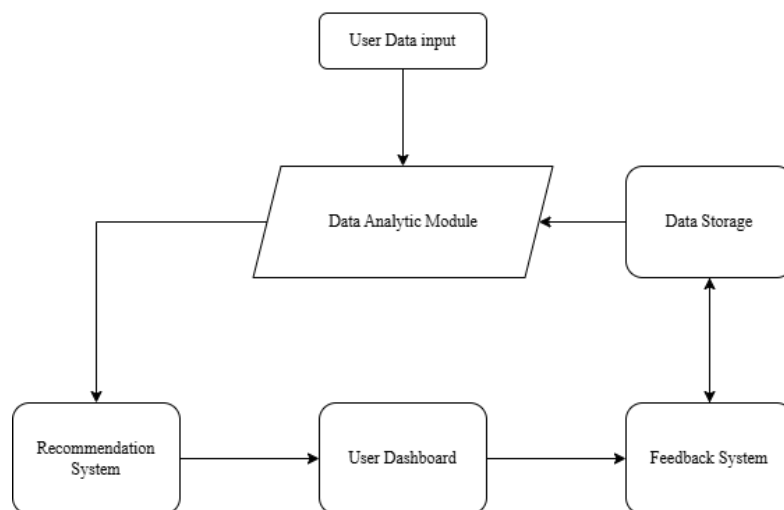 User Data input
Data Analytic Module
Data Storage
Recommendation
System
User Dashboard
Feedback System